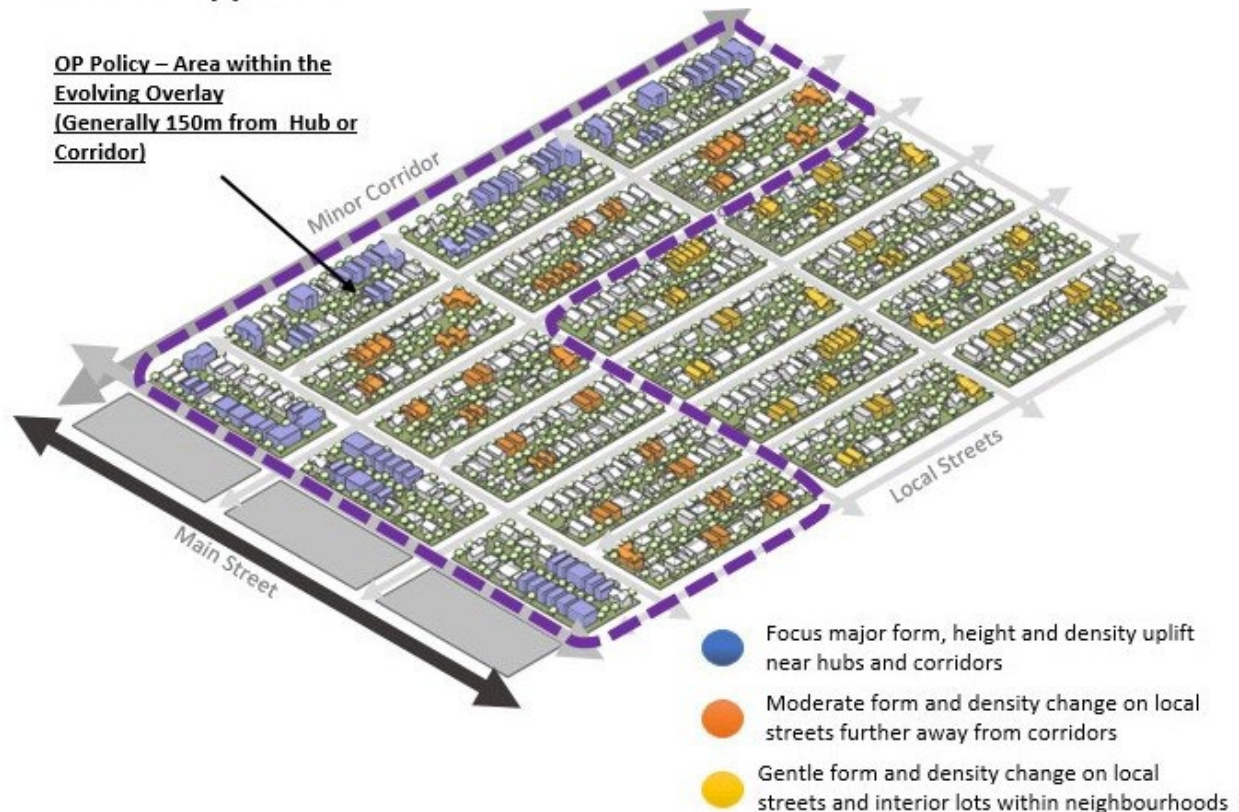 OP Policy – Area within the
Evolving Overlay
(Generally 150m from Hub or
Corridor)
Minor Corridor
Main Street
Local Streets
Focus major form, height and density uplift
near hubs and corridors
Moderate form and density change on local
streets further away from corridors
Gentle form and density change on local
streets and interior lots within neighbourhoods